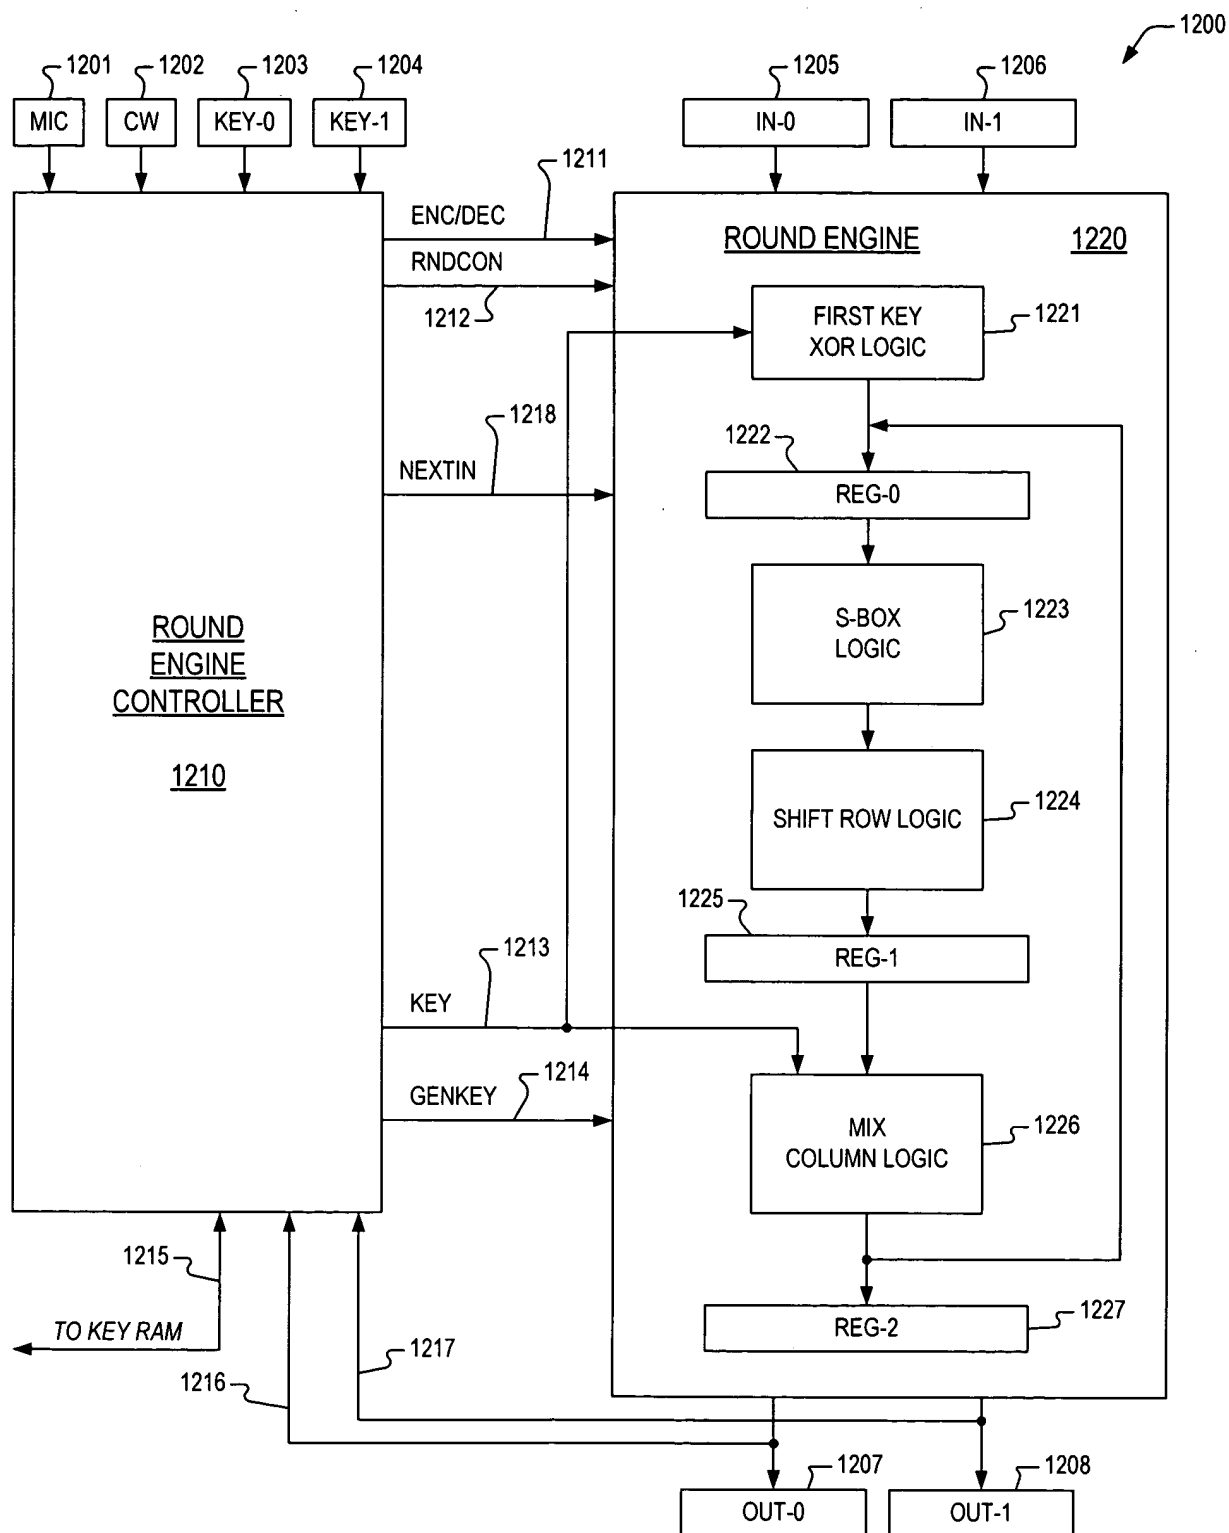 1200
1201 1202 1203 1204 1205 1206
MIC CW KEY-0 KEY-1 IN-0 IN-1
1211
ENC/DEC
ROUND ENGINE 1220
RNDCON
1212
FIRST KEY
XOR LOGIC
1221
1218
NEXTIN
1222
REG-0
S-BOX
LOGIC
1223
ROUND
ENGINE
CONTROLLER
1210
SHIFT ROW LOGIC
1224
1225
REG-1
1213
KEY
1214
GENKEY
MIX
COLUMN LOGIC
1226
1215
TO KEY RAM
1227
REG-2
1217
1216
1207 1208
OUT-0 OUT-1